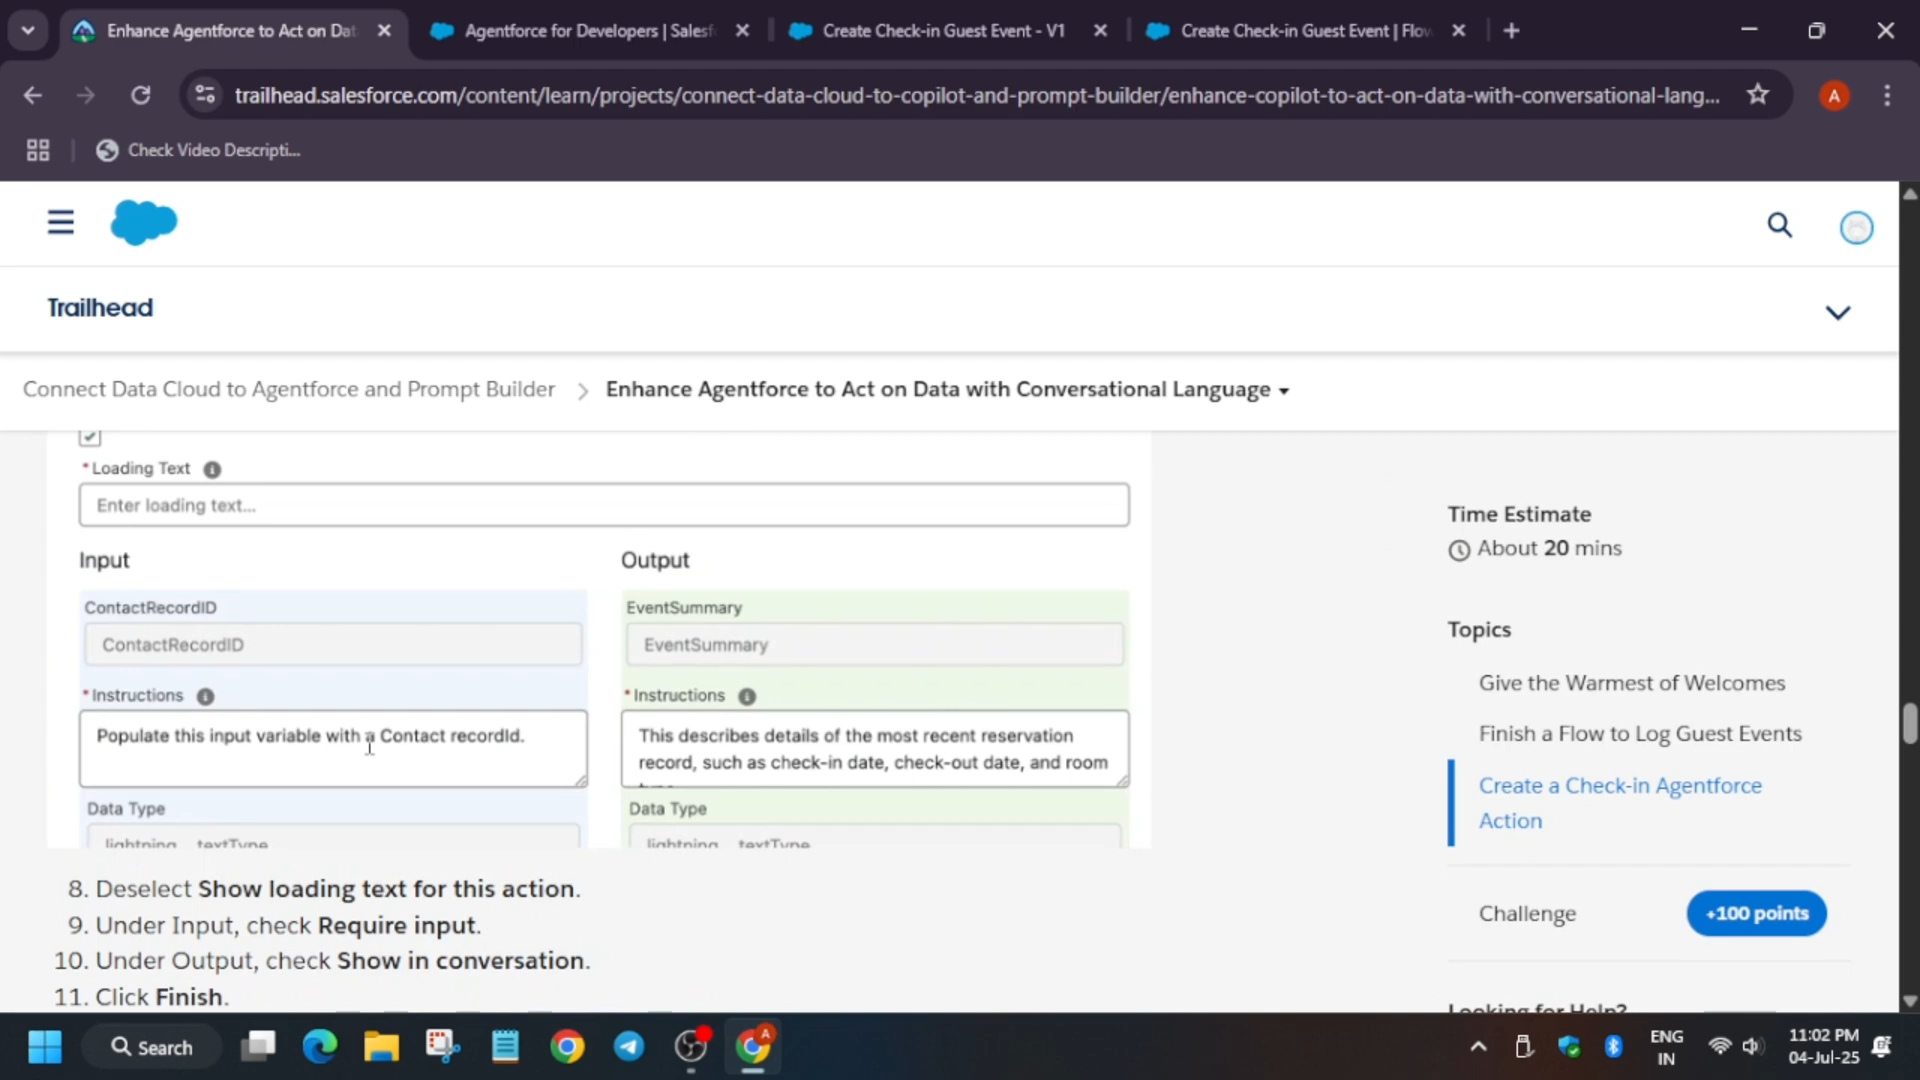 Enhance Agentforce to Act on Dat
Agentforce for Developers | Salesf
Create Check-in Guest Event - V1
Create Check-in Guest Event | Flow
trailhead.salesforce.com/content/learn/projects/connect-data-cloud-to-copilot-and-prompt-builder/enhance-copilot-to-act-on-data-with-conversational-lang...
A
Check Video Descripti...
Trailhead
Connect Data Cloud to Agentforce and Prompt Builder
Enhance Agentforce to Act on Data with Conversational Language
* Loading Text
Enter loading text...
Input
Output
ContactRecordID
EventSummary
ContactRecordID
EventSummary
* Instructions
* Instructions
Populate this input variable with a Contact recordId.
This describes details of the most recent reservation
record, such as check-in date, check-out date, and room
Data Type
Data Type
lightning__textType
lightning__textType
8. Deselect Show loading text for this action.
9. Under Input, check Require input.
10. Under Output, check Show in conversation.
11. Click Finish.
Time Estimate
About 20 mins
Topics
Give the Warmest of Welcomes
Finish a Flow to Log Guest Events
Create a Check-in Agentforce
Action
Challenge
+100 points
Looking for Help?
Search
A
ENG
IN
11:02 PM
04-Jul-25